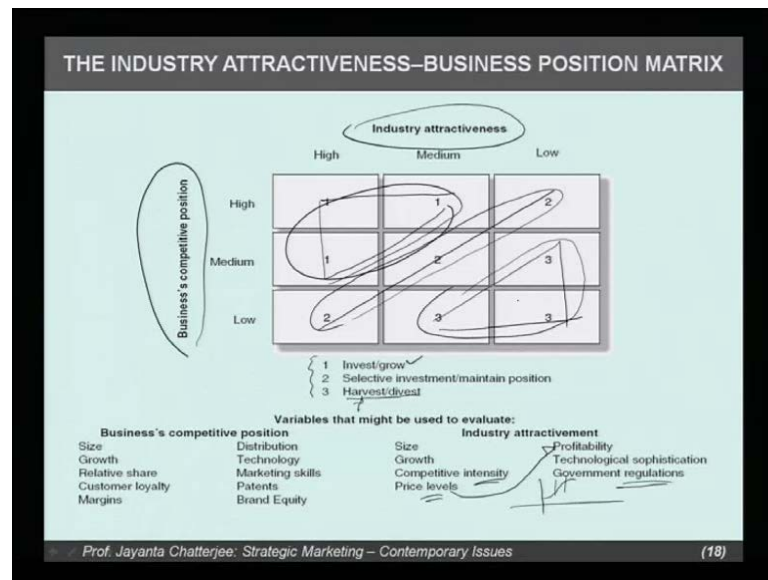 THE INDUSTRY ATTRACTIVENESS–BUSINESS POSITION MATRIX
Industry attractiveness
High Medium Low
Business's competitive position
High 1 1 2
Medium 1 2 3
Low 2 3 3
1 Invest/grow
2 Selective investment/maintain position
3 Harvest/divest
Variables that might be used to evaluate:
Business's competitive position
Size Distribution
Growth Technology
Relative share Marketing skills
Customer loyalty Patents
Margins Brand Equity
Industry attractivement
Size Profitability
Growth Technological sophistication
Competitive intensity Government regulations
Price levels
Prof. Jayanta Chatterjee: Strategic Marketing – Contemporary Issues (18)